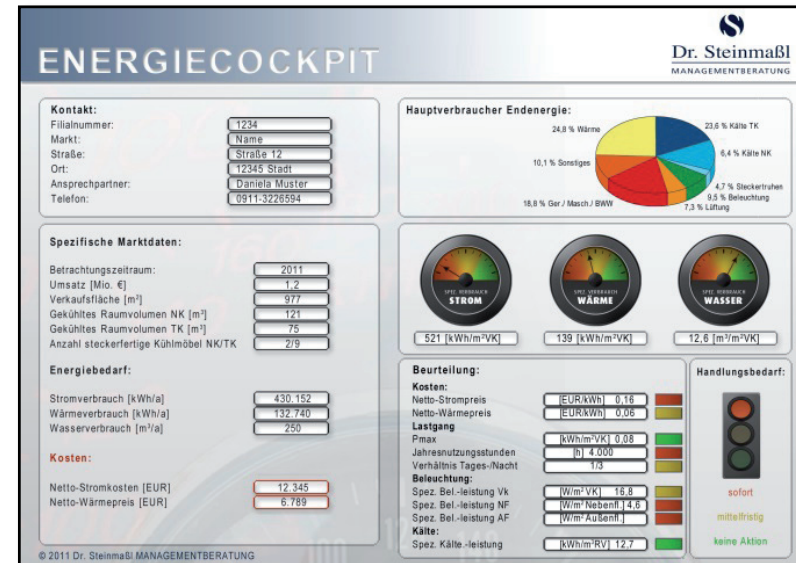 ENERGIECOCKPIT
Dr. Steinmaßl
MANAGEMENTBERATUNG
Kontakt:
Filialnummer: 1234
Markt: Name
Straße: Straße 12
Ort: 12345 Stadt
Ansprechpartner: Daniela Muster
Telefon: 0911-3226594
Hauptverbraucher Endenergie:
24,8 % Wärme
23,6 % Kälte TK
10,1 % Sonstiges
6,4 % Kälte NK
4,7 % Steckertruhen
9,5 % Beleuchtung
18,8 % Ger./ Masch./ BWW
7,3 % Lüftung
Spezifische Marktdaten:
Betrachtungszeitraum: 2011
Umsatz [Mio. €] 1,2
Verkaufsfläche [m²] 977
Gekühltes Raumvolumen NK [m³] 121
Gekühltes Raumvolumen TK [m³] 75
Anzahl steckerfertige Kühlmöbel NK/TK 2/9
Energiebedarf:
Stromverbrauch [kWh/a] 430.152
Wärmeverbrauch [kWh/a] 132.740
Wasserverbrauch [m³/a] 250
Kosten:
Netto-Stromkosten [EUR] 12.345
Netto-Wärmepreis [EUR] 6.789
SPEZ. VERBRAUCH
STROM
521 [kWh/m²VK]
SPEZ. VERBRAUCH
WÄRME
139 [kWh/m²VK]
SPEZ. VERBRAUCH
WASSER
12,6 [m³/m²VK]
Beurteilung:
Kosten:
Netto-Strompreis [EUR/kWh] 0,16
Netto-Wärmepreis [EUR/kWh] 0,06
Lastgang
Pmax [kWh/m²VK] 0,08
Jahresnutzungsstunden [h] 4.000
Verhältnis Tages-/Nacht 1/3
Beleuchtung:
Spez. Bel.-leistung Vk [W/m² VK] 16,8
Spez. Bel.-leistung NF [W/m² Nebenfl.] 4,6
Spez. Bel.-leistung AF [W/m² Außenfl.]
Kälte:
Spez. Kälte.-leistung [kWh/m²RV] 12,7
Handlungsbedarf:
sofort
mittelfristig
keine Aktion
© 2011 Dr. Steinmaßl MANAGEMENTBERATUNG